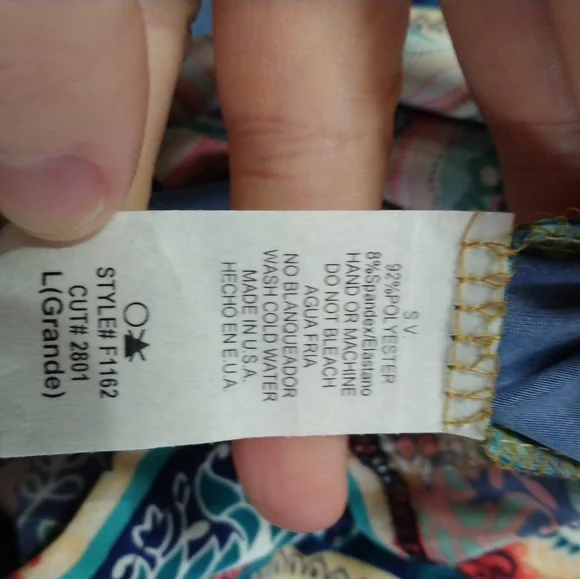 S V
92%POLYESTER
8%Spandex/Elastano
HAND OR MACHINE
DO NOT BLEACH
AGUA FRIA
NO BLANQUEADOR
WASH COLD WATER
MADE IN U.S.A.
HECHO EN E.U.A.
STYLE# F1162
CUT# 2801
L(Grande)